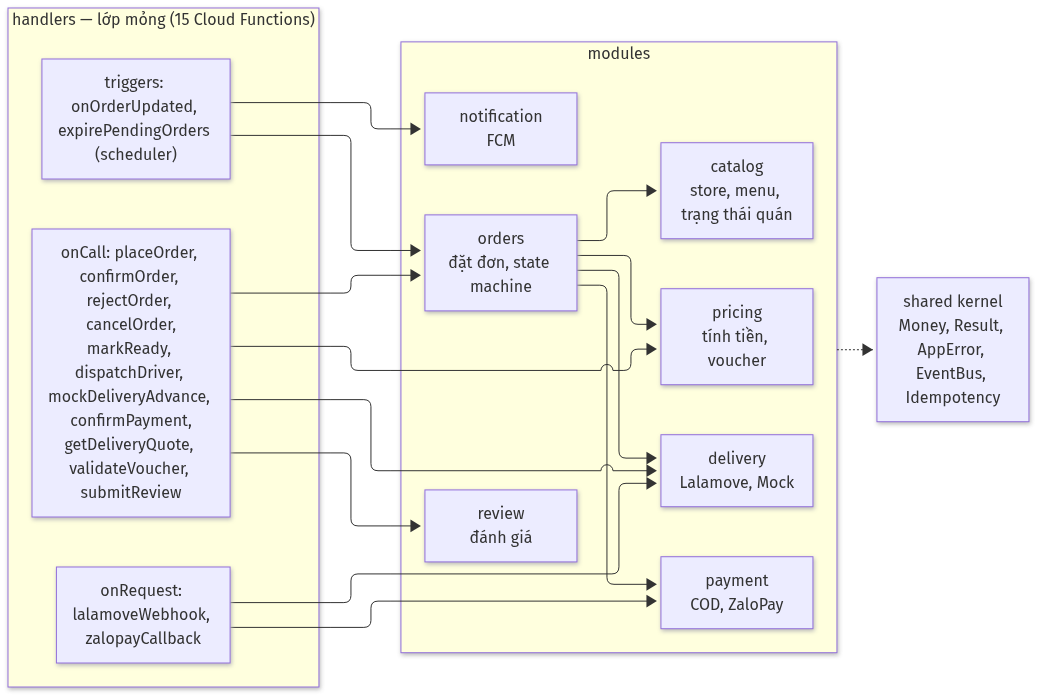 handlers — lớp mỏng (15 Cloud Functions)
triggers:
onOrderUpdated,
expirePendingOrders
(scheduler)
onCall: placeOrder,
confirmOrder,
rejectOrder,
cancelOrder,
markReady,
dispatchDriver,
mockDeliveryAdvance,
confirmPayment,
getDeliveryQuote,
validateVoucher,
submitReview
onRequest:
lalamoveWebhook,
zalopayCallback
modules
notification
FCM
orders
đặt đơn, state
machine
review
đánh giá
catalog
store, menu,
trạng thái quán
pricing
tính tiền,
voucher
delivery
Lalamove, Mock
payment
COD, ZaloPay
shared kernel
Money, Result,
AppError,
EventBus,
Idempotency